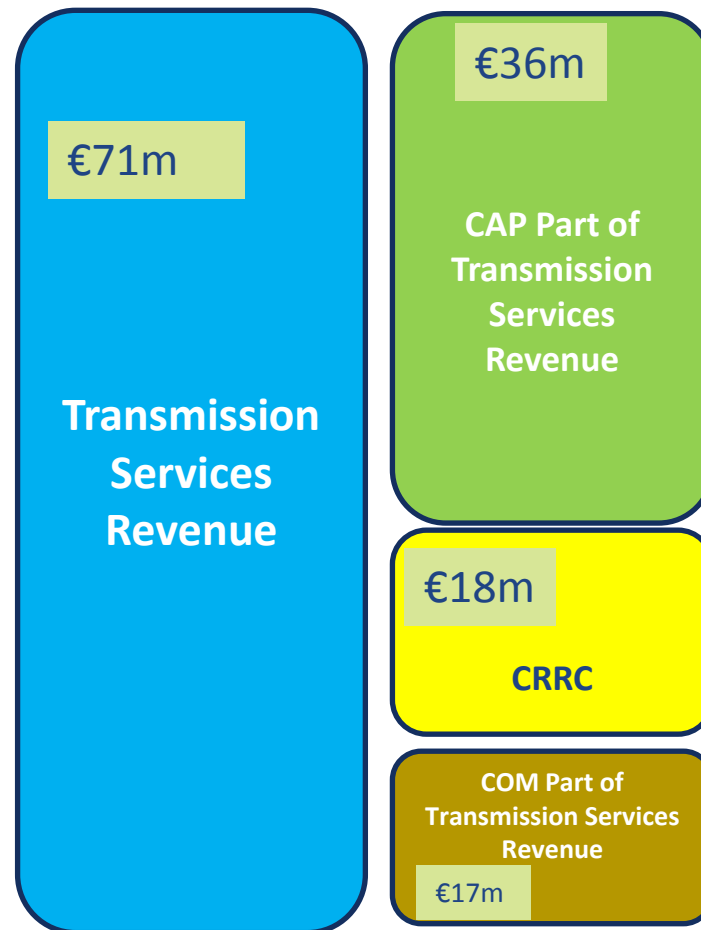 €71m
Transmission
Services
Revenue
€36m
CAP Part of
Transmission
Services
Revenue
€18m
CRRC
COM Part of
Transmission Services
Revenue
€17m